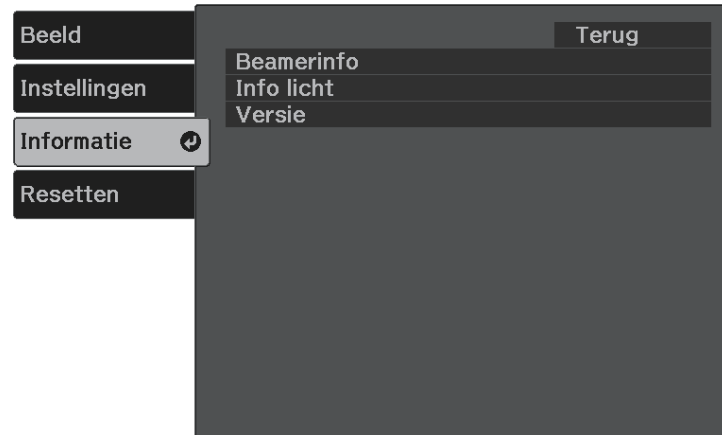 Beeld
Instellingen
Informatie
Resetten
Terug
Beamerinfo
Info licht
Versie